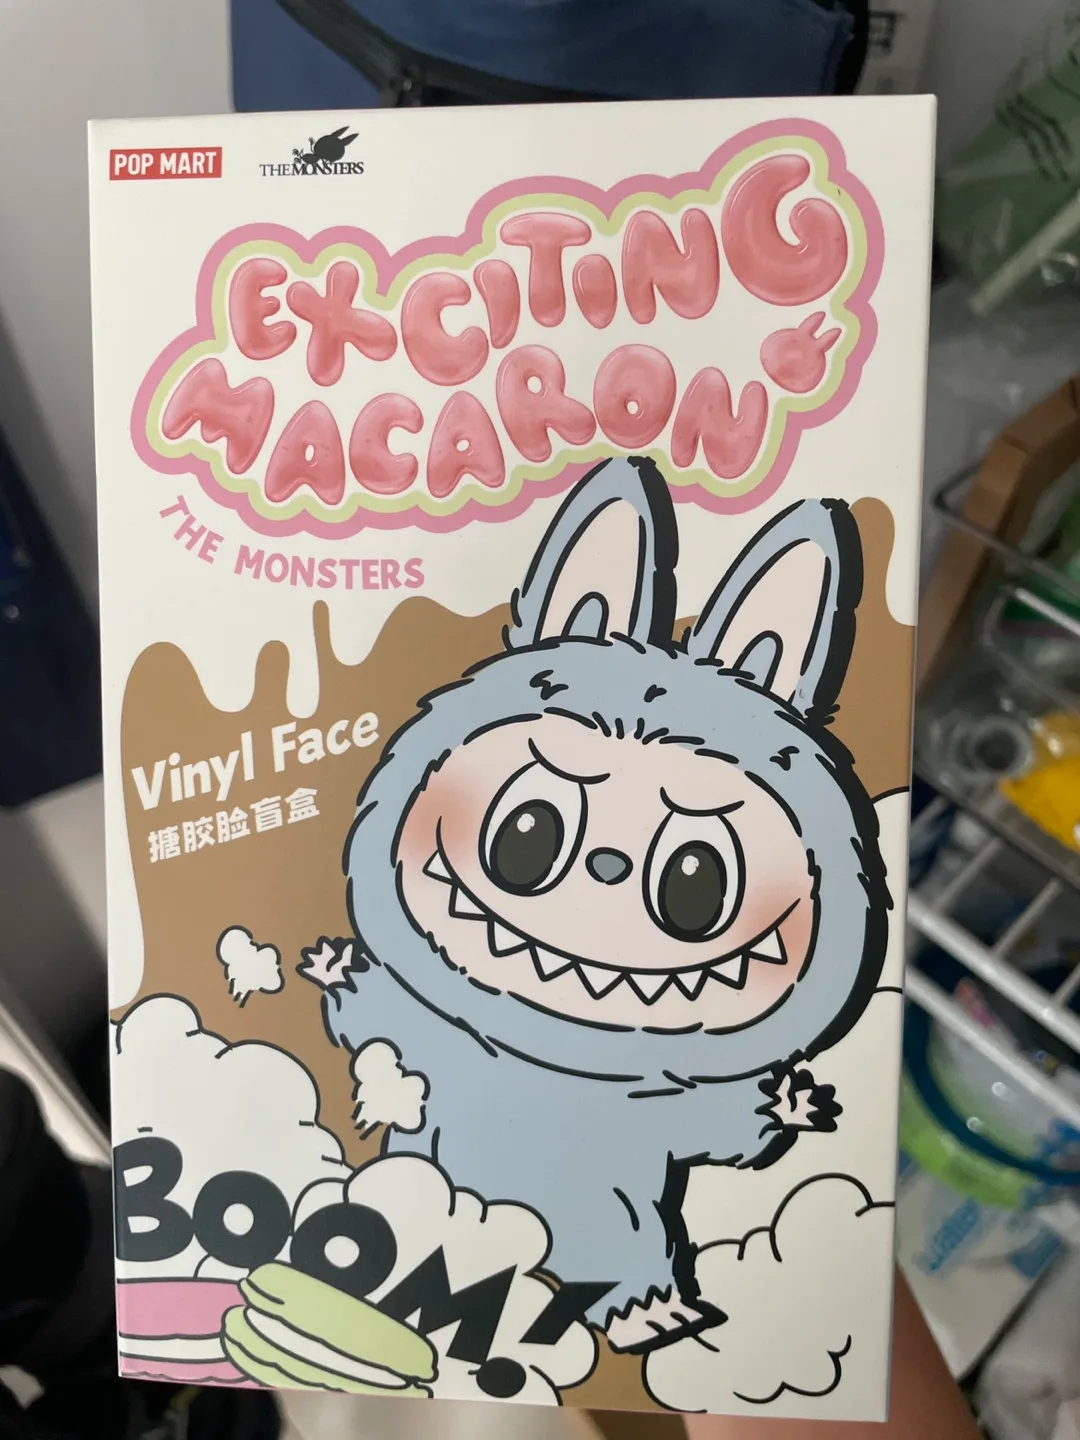 POP MART
THE MONSTERS
EXCITING
MACARON
THE MONSTERS
Vinyl Face
搪胶脸盲盒
BOOM!